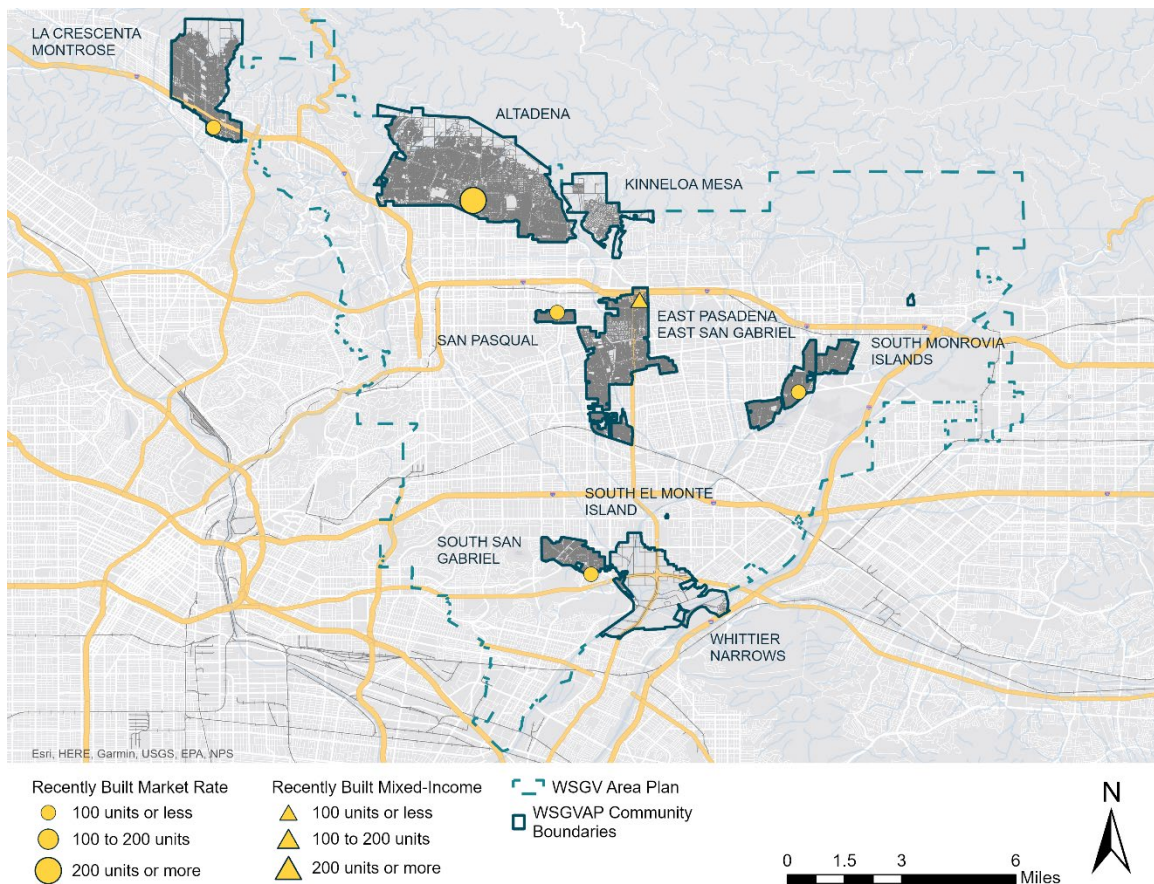 LA CRESCENTA
MONTROSE
ALTADENA
KINNELOA MESA
SAN PASQUAL
EAST PASADENA
EAST SAN GABRIEL
SOUTH MONROVIA
ISLANDS
SOUTH EL MONTE
ISLAND
SOUTH SAN
GABRIEL
WHITTIER
NARROWS
Esri, HERE, Garmin, USGS, EPA, NPS
Recently Built Market Rate
100 units or less
100 to 200 units
200 units or more
Recently Built Mixed-Income
100 units or less
100 to 200 units
200 units or more
WSGV Area Plan
WSGVAP Community
Boundaries
N
0 1.5 3 6
Miles